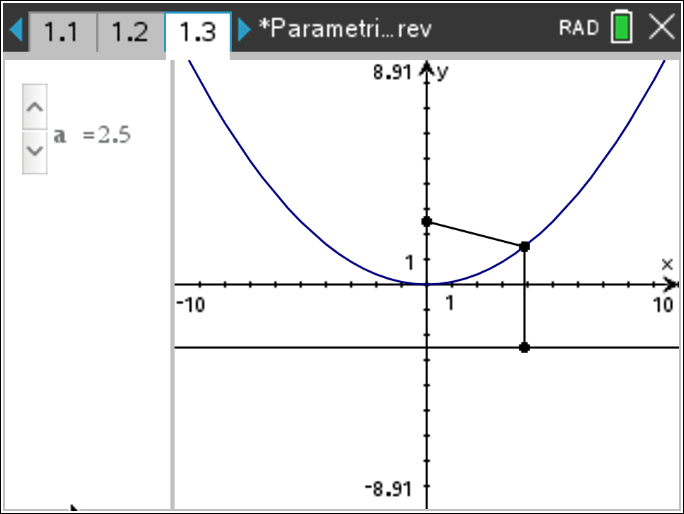 1.1 1.2 1.3 *Parametri...rev RAD
a =2.5
8.91 y
1
x
-10 1 10
-8.91